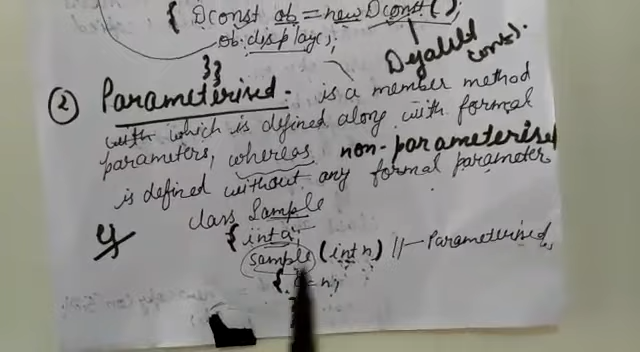 { Dconst ob = new Dconst();
ob.display();
}} Default const).
② Parameterised - is a member method
with which is defined along with formal
parameters, whereas non-parameterised
is defined without any formal parameter
class Sample
eg { int a;
sample (int n) // Parameterised
{ a = n;